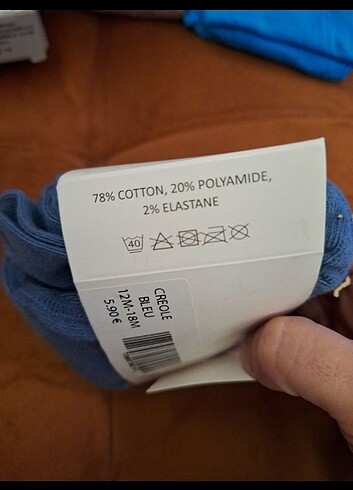 78% COTTON, 20% POLYAMIDE,
2% ELASTANE
40
CREOLE
BLEU
12M-18M
5.90 €